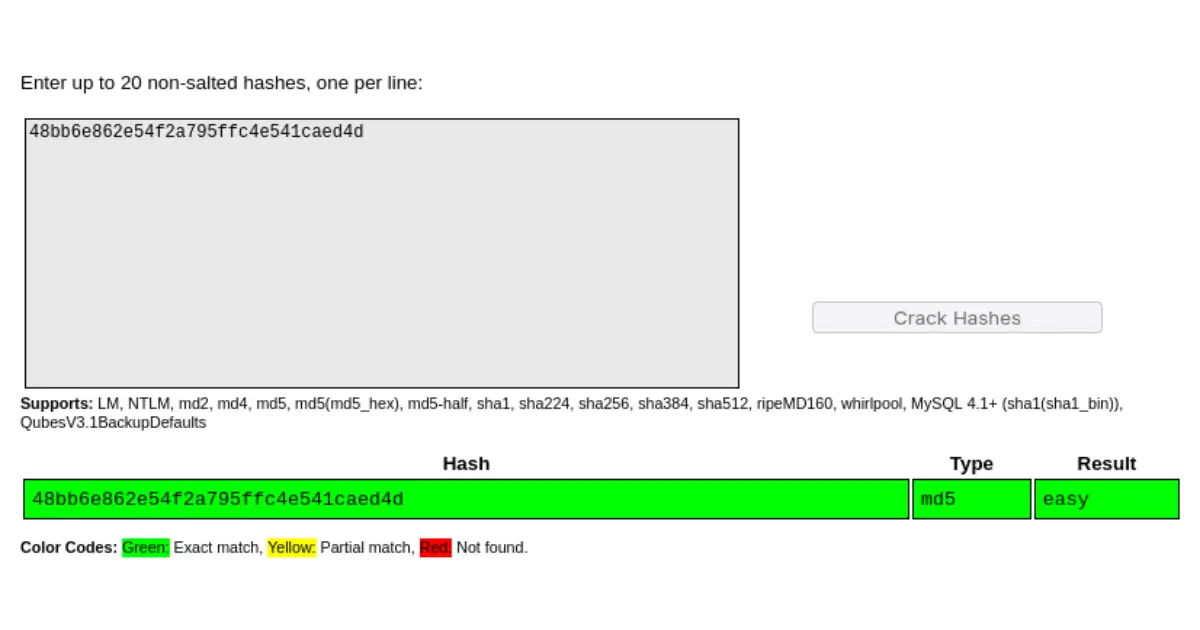 Enter up to 20 non-salted hashes, one per line:
48bb6e862e54f2a795ffc4e541caed4d
Crack Hashes
Supports: LM, NTLM, md2, md4, md5, md5(md5_hex), md5-half, sha1, sha224, sha256, sha384, sha512, ripeMD160, whirlpool, MySQL 4.1+ (sha1(sha1_bin)),
QubesV3.1BackupDefaults
Hash Type Result
48bb6e862e54f2a795ffc4e541caed4d md5 easy
Color Codes: Green: Exact match, Yellow: Partial match, Red: Not found.